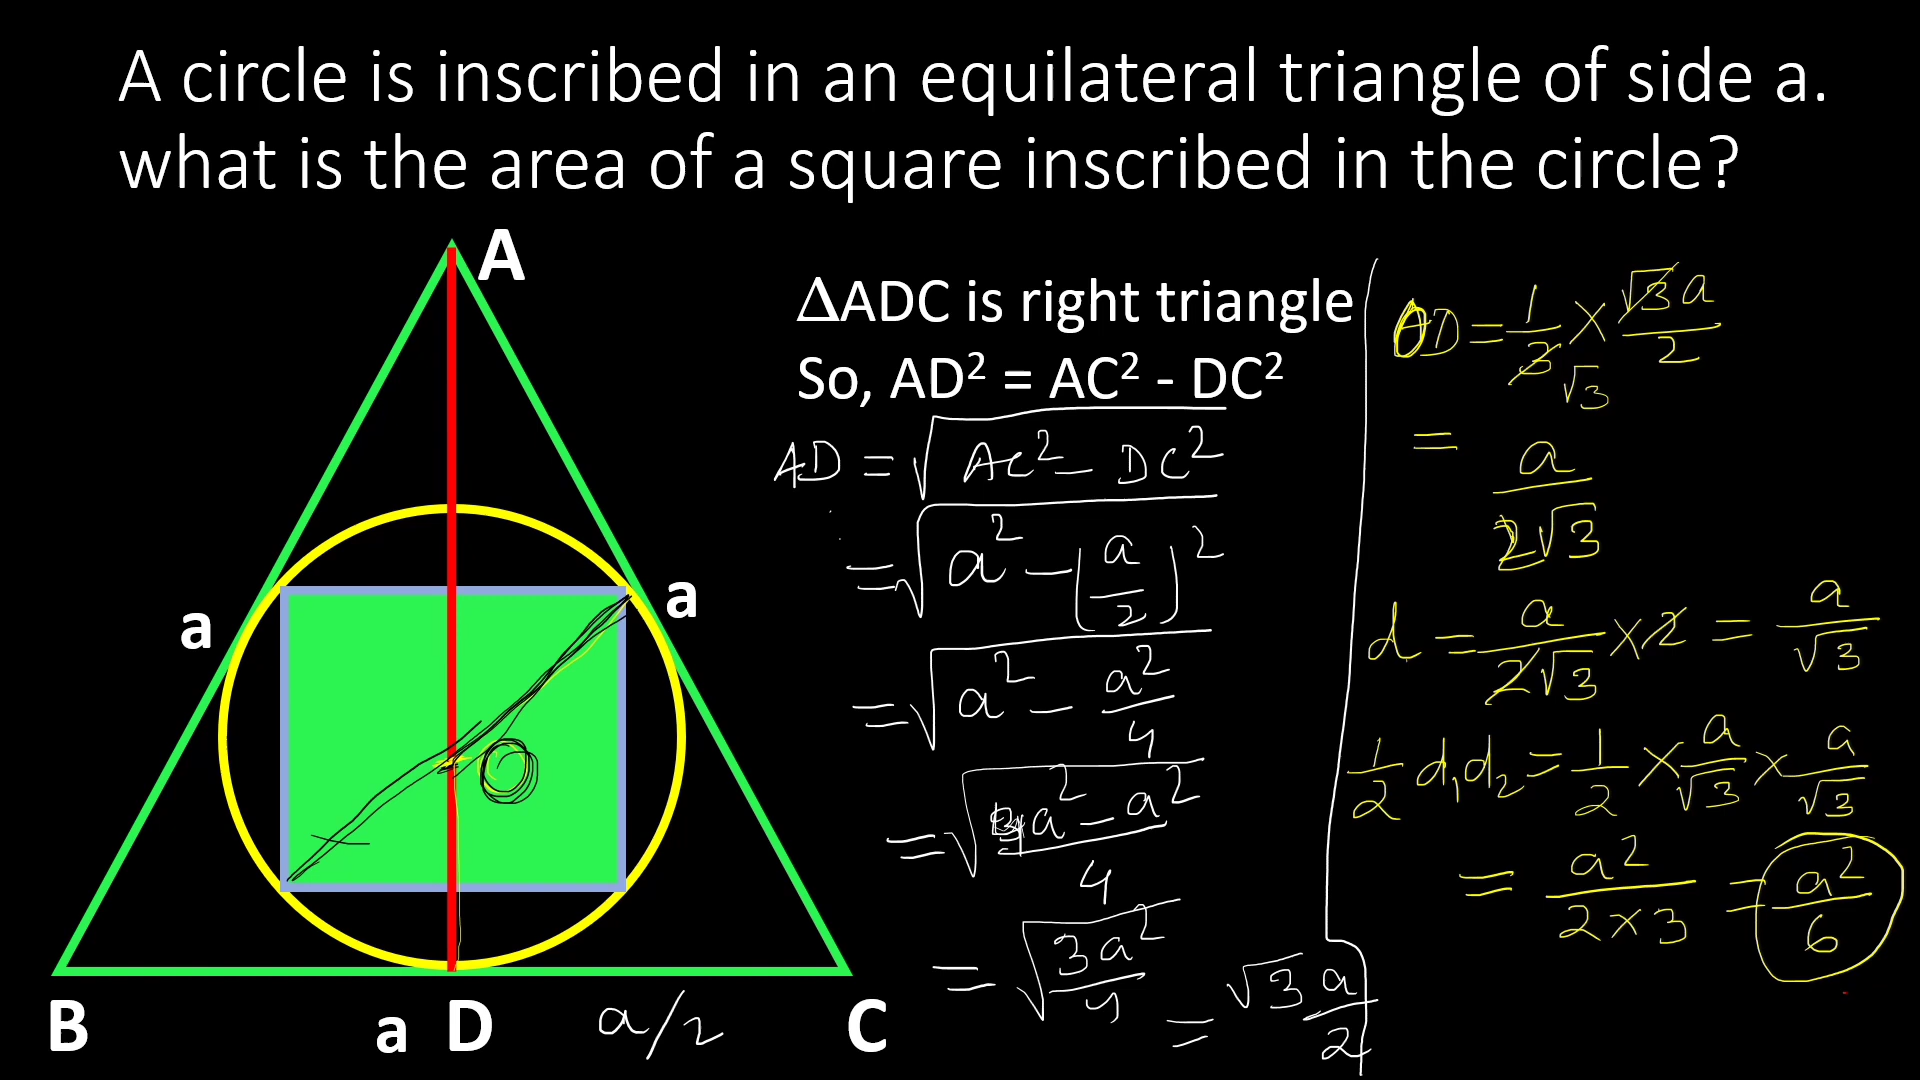 A circle is inscribed in an equilateral triangle of side a.
what is the area of a square inscribed in the circle?
A
a
a
B
a
D
a/2
C
O
ΔADC is right triangle
So, AD² = AC² - DC²
AD = √(AC² - DC²)
= √(a² - (a/2)²)
= √(a² - a²/4)
= √((4a² - a²)/4)
= √(3a²/4) = √3 a/2
OD = 1/3 × √3 a/2
√3
= a/2√3
d = a/2√3 × 2 = a/√3
1/2 d₁d₂ = 1/2 × a/√3 × a/√3
= a²/2×3 = a²/6